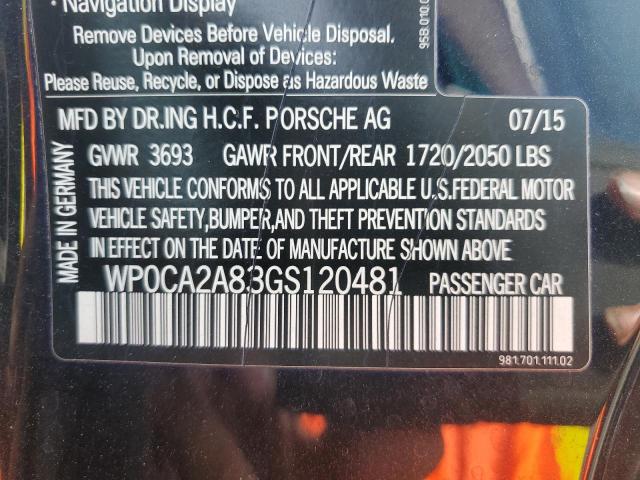 · Navigation Display
Remove Devices Before Vehicle Disposal.
Upon Removal of Devices:
Please Reuse, Recycle, or Dispose as Hazardous Waste
95B.010.0
MFD BY DR.ING H.C.F. PORSCHE AG 07/15
GVWR 3693 GAWR FRONT/REAR 1720/2050 LBS
THIS VEHICLE CONFORMS TO ALL APPLICABLE U.S.FEDERAL MOTOR
VEHICLE SAFETY,BUMPER,AND THEFT PREVENTION STANDARDS
IN EFFECT ON THE DATE OF MANUFACTURE SHOWN ABOVE
WP0CA2A83GS120481 PASSENGER CAR
MADE IN GERMANY
981.701.111.02